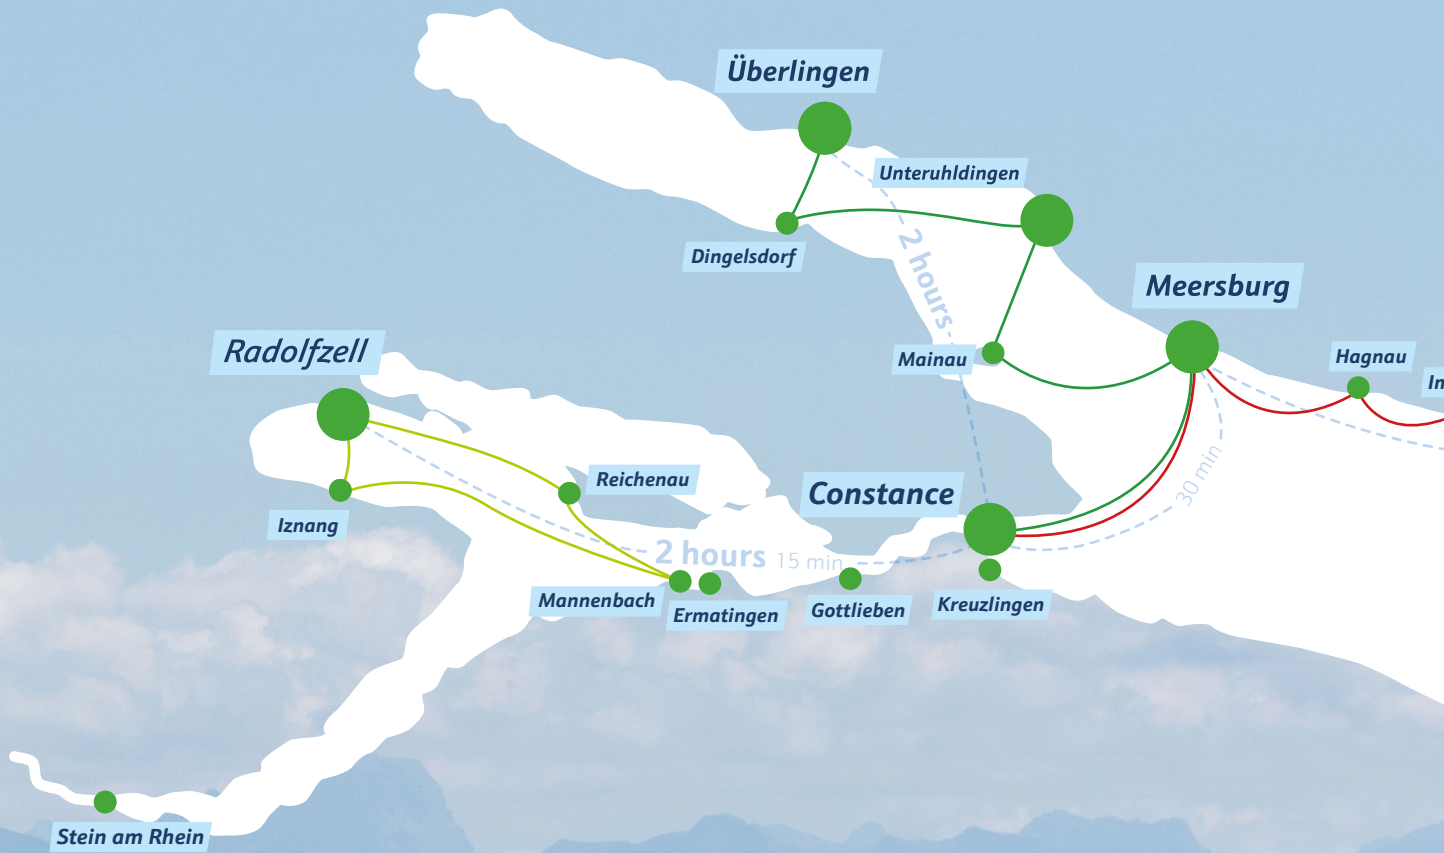 Überlingen
Unteruhldingen
2 hours
Dingelsdorf
Meersburg
Radolfzell
Mainau
Hagnau
Reichenau
Constance
30 min
Iznang
2 hours 15 min
Mannenbach
Ermatingen
Gottlieben
Kreuzlingen
Stein am Rhein